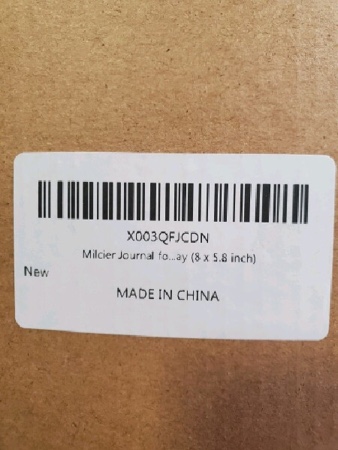 X003QFJCDN
Milcier Journal fo...ay (8 x 5.8 inch)
New
MADE IN CHINA